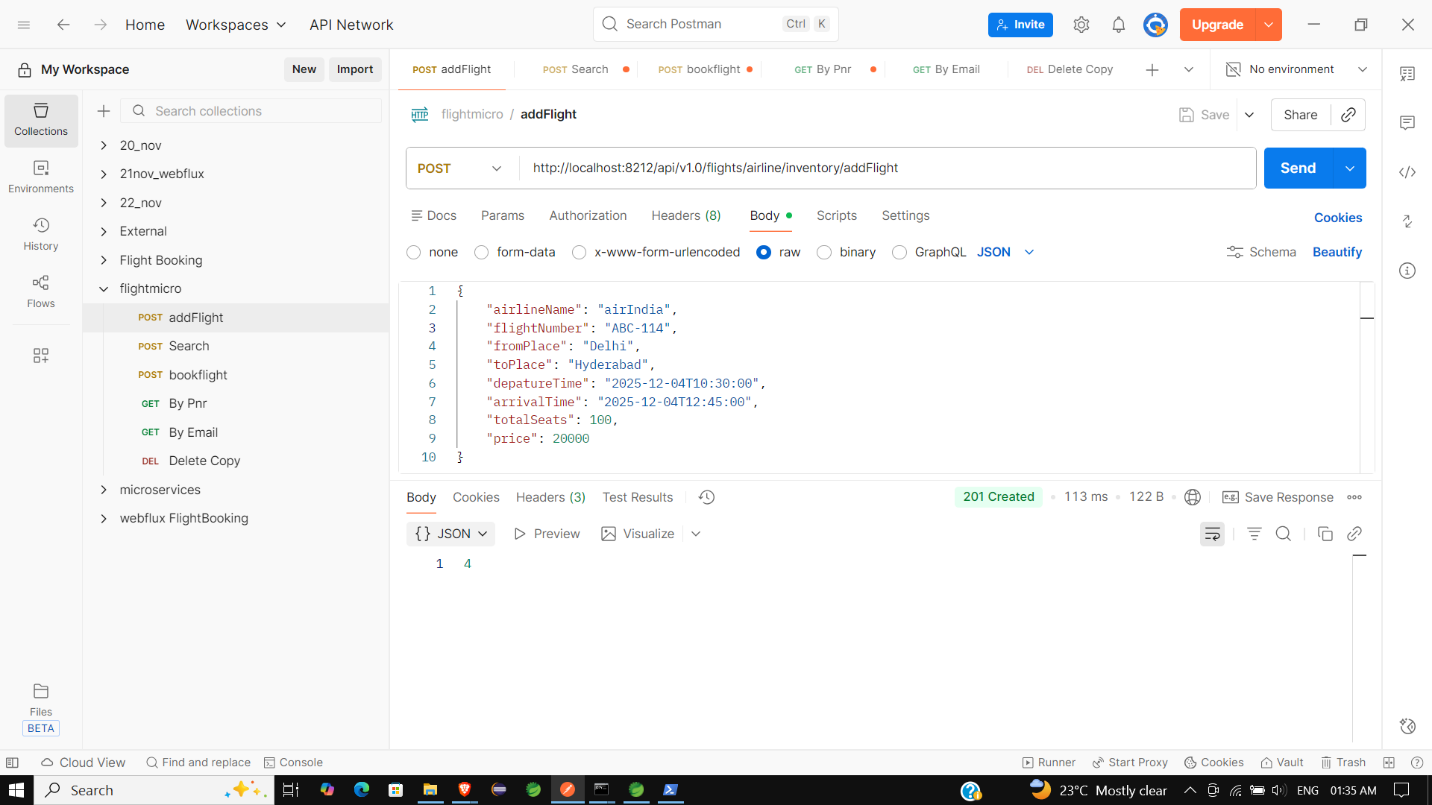 Home Workspaces API Network Search Postman Ctrl K Invite Upgrade
My Workspace New Import POST addFlight POST Search POST bookflight GET By Pnr GET By Email DEL Delete Copy No environment
Collections
Environments
History
Flows
Files
BETA
Search collections
20_nov
21nov_webflux
22_nov
External
Flight Booking
flightmicro
POST addFlight
POST Search
POST bookflight
GET By Pnr
GET By Email
DEL Delete Copy
microservices
webflux FlightBooking
HTTP flightmicro / addFlight Save Share
POST http://localhost:8212/api/v1.0/flights/airline/inventory/addFlight Send
Docs Params Authorization Headers (8) Body Scripts Settings Cookies
none form-data x-www-form-urlencoded raw binary GraphQL JSON Schema Beautify
1 {
2 "airlineName": "airIndia",
3 "flightNumber": "ABC-114",
4 "fromPlace": "Delhi",
5 "toPlace": "Hyderabad",
6 "depatureTime": "2025-12-04T10:30:00",
7 "arrivalTime": "2025-12-04T12:45:00",
8 "totalSeats": 100,
9 "price": 20000
10 }
Body Cookies Headers (3) Test Results 201 Created 113 ms 122 B e.g. Save Response
{} JSON Preview Visualize
1 4
Cloud View Find and replace Console Runner Start Proxy Cookies Vault Trash
Search 23°C Mostly clear ENG 01:35 AM